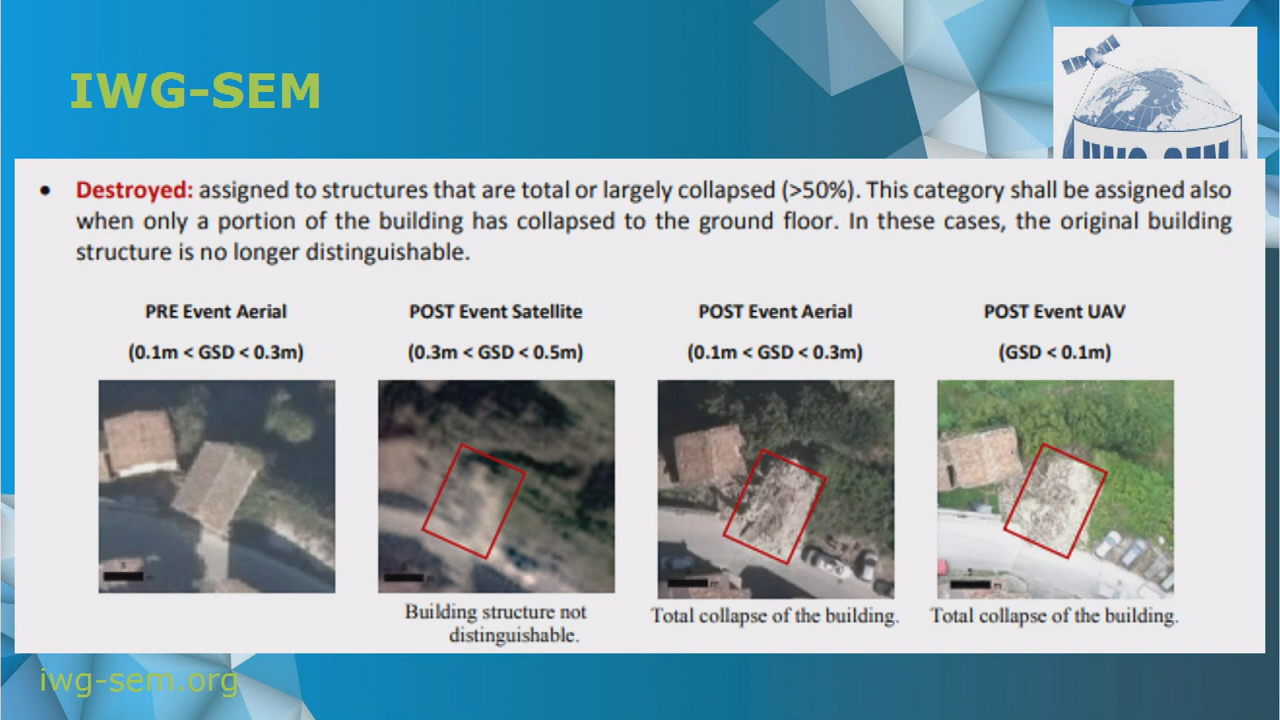 IWG-SEM
IWG-SEM
• Destroyed: assigned to structures that are total or largely collapsed (>50%). This category shall be assigned also
when only a portion of the building has collapsed to the ground floor. In these cases, the original building
structure is no longer distinguishable.
PRE Event Aerial
POST Event Satellite
POST Event Aerial
POST Event UAV
(0.1m < GSD < 0.3m)
(0.3m < GSD < 0.5m)
(0.1m < GSD < 0.3m)
(GSD < 0.1m)
Building structure not
distinguishable.
Total collapse of the building.
Total collapse of the building.
iwg-sem.org